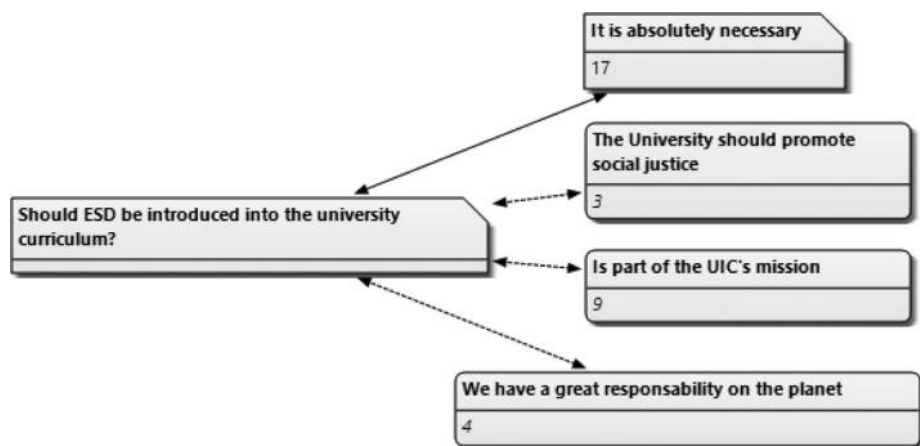 It is absolutely necessary
17
The University should promote
social justice
3
Should ESD be introduced into the university
curriculum?
Is part of the UIC's mission
9
We have a great responsability on the planet
4